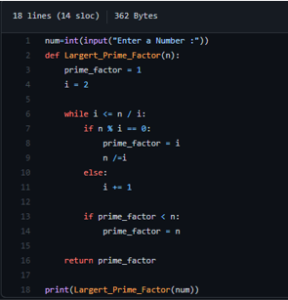 18 lines (14 sloc) 362 Bytes
1 num=int(input("Enter a Number :"))
2 def Largert_Prime_Factor(n):
3 prime_factor = 1
4 i = 2
5
6 while i <= n / i:
7 if n % i == 0:
8 prime_factor = i
9 n /=i
10 else:
11 i += 1
12
13 if prime_factor < n:
14 prime_factor = n
15
16 return prime_factor
17
18 print(Largert_Prime_Factor(num))